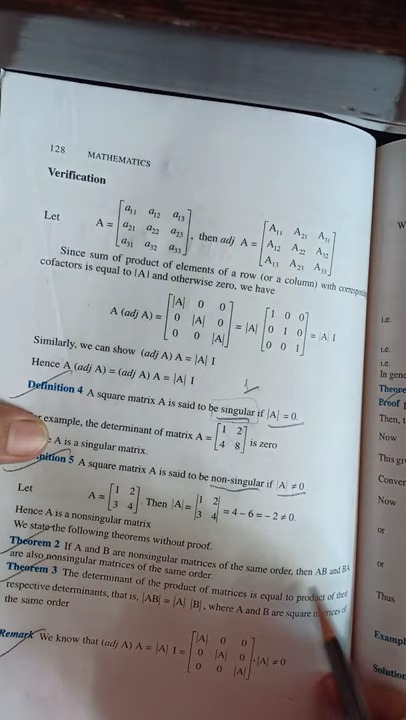 128 MATHEMATICS
Verification
Let A = [a11 a12 a13; a21 a22 a23; a31 a32 a33], then adj A = [A11 A21 A31; A12 A22 A32; A13 A23 A33]
Since sum of product of elements of a row (or a column) with
cofactors is equal to |A| and otherwise zero, we have
A (adj A) = [|A| 0 0; 0 |A| 0; 0 0 |A|] = |A| [1 0 0; 0 1 0; 0 0 1] = |A| I
Similarly, we can show (adj A) A = |A| I
Hence A (adj A) = (adj A) A = |A| I
Definition 4 A square matrix A is said to be singular if |A| = 0.
example, the determinant of matrix A = [1 2; 4 8] is zero
A is a singular matrix.
5 A square matrix A is said to be non-singular if |A| ≠ 0
Let A = [1 2; 3 4]. Then |A| = |1 2; 3 4| = 4 – 6 = – 2 ≠ 0.
Hence A is a nonsingular matrix
We state the following theorems without proof.
Theorem 2 If A and B are nonsingular matrices of the same order, then AB and BA
are also nonsingular matrices of the same order.
Theorem 3 The determinant of the product of matrices is equal to product of their
respective determinants, that is, |AB| = |A| |B|, where A and B are square matrices of
the same order
Remark We know that (adj A) A = |A| I = [|A| 0 0; 0 |A| 0; 0 0 |A|], |A| ≠ 0
W
i.e.
i.e.
i.e.
In gene
Theore
Proof
Then, t
Now
This gi
Conver
Now
or
or
Thus
Exampl
Solution